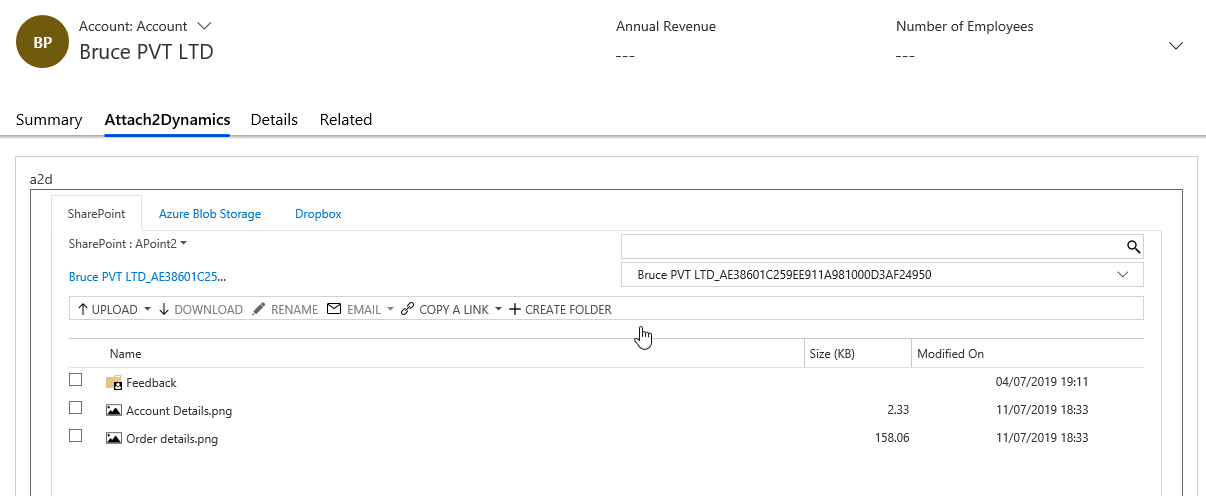 BP
Account: Account
Bruce PVT LTD
Annual Revenue
---
Number of Employees
---
Summary Attach2Dynamics Details Related
a2d
SharePoint Azure Blob Storage Dropbox
SharePoint : APoint2
Bruce PVT LTD_AE38601C25...
Bruce PVT LTD_AE38601C259EE911A981000D3AF24950
UPLOAD DOWNLOAD RENAME EMAIL COPY A LINK CREATE FOLDER
Name Size (KB) Modified On
Feedback 04/07/2019 19:11
Account Details.png 2.33 11/07/2019 18:33
Order details.png 158.06 11/07/2019 18:33